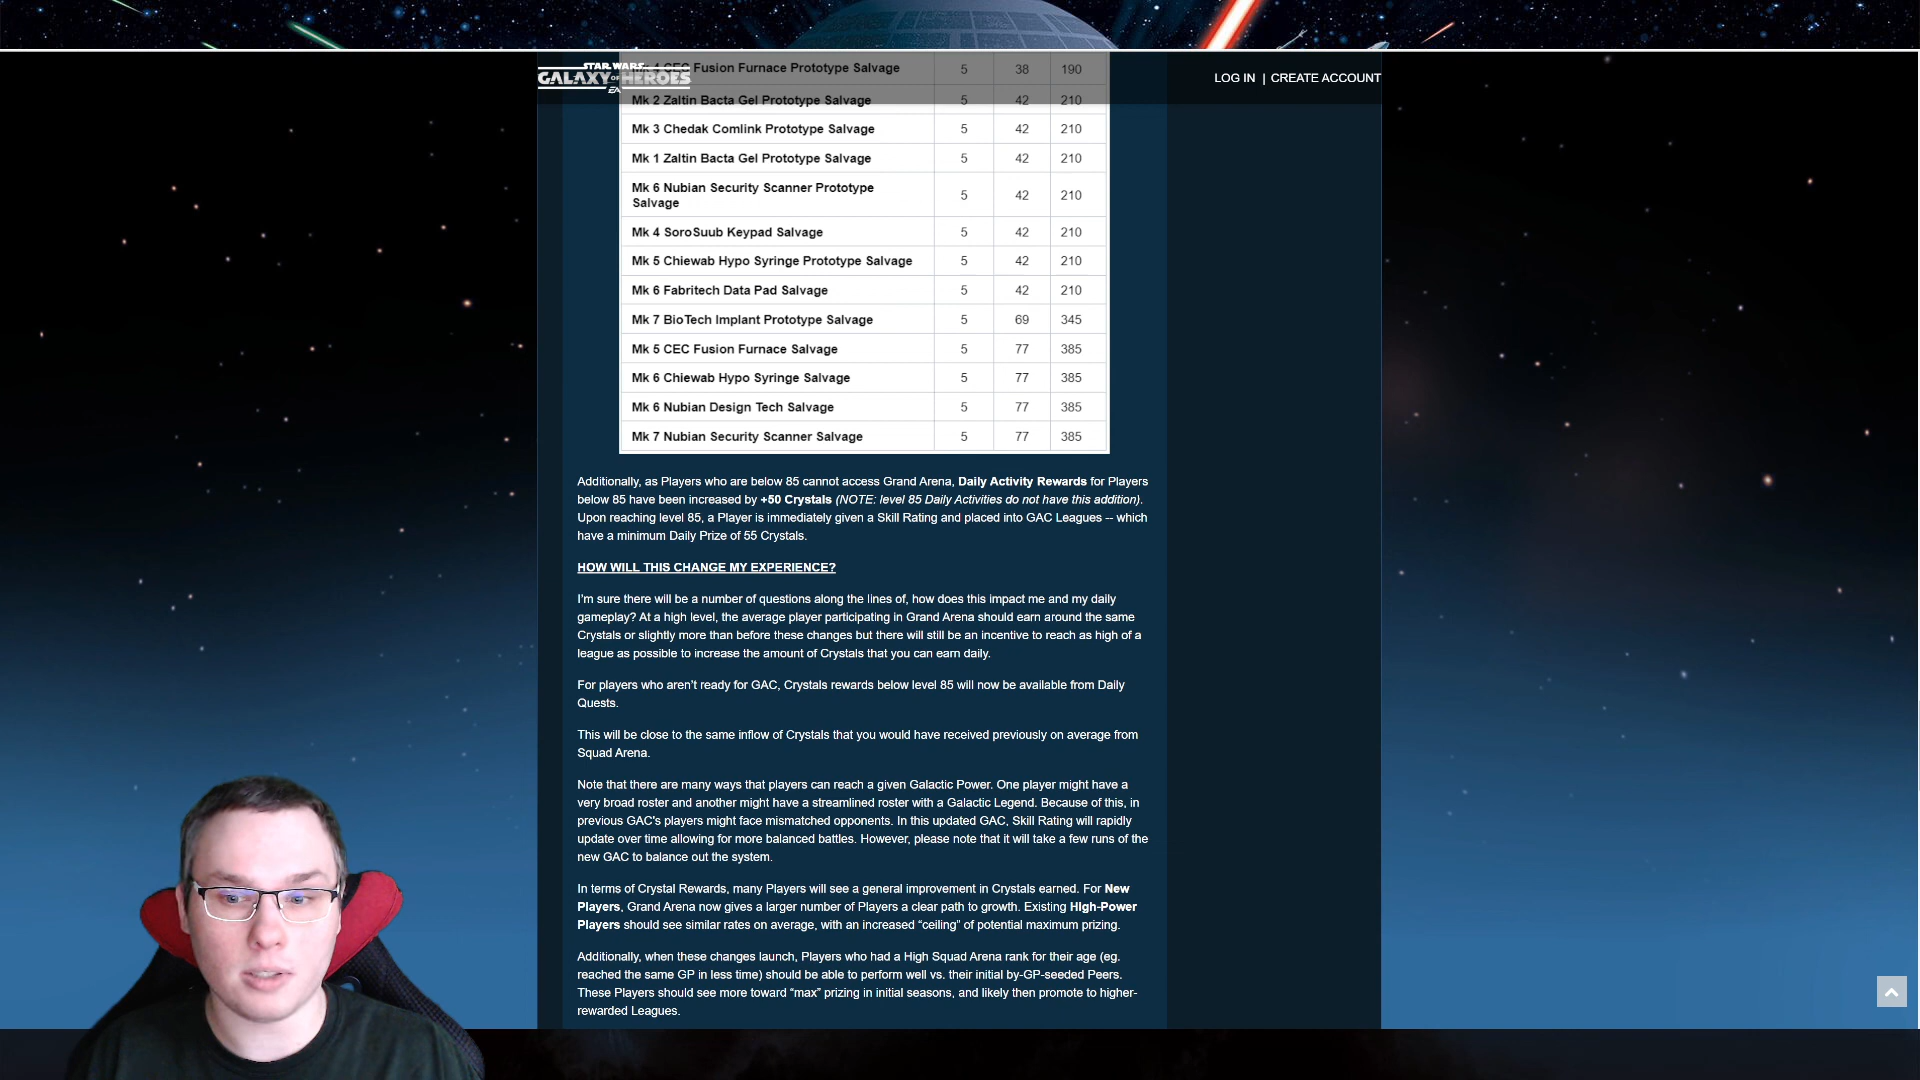 STAR WARS
GALAXY OF HEROES
EA
LOG IN | CREATE ACCOUNT
Mk 4 CEC Fusion Furnace Prototype Salvage 5 38 190
Mk 2 Zaltin Bacta Gel Prototype Salvage 5 42 210
Mk 3 Chedak Comlink Prototype Salvage 5 42 210
Mk 1 Zaltin Bacta Gel Prototype Salvage 5 42 210
Mk 6 Nubian Security Scanner Prototype
Salvage 5 42 210
Mk 4 SoroSuub Keypad Salvage 5 42 210
Mk 5 Chiewab Hypo Syringe Prototype Salvage 5 42 210
Mk 6 Fabritech Data Pad Salvage 5 42 210
Mk 7 BioTech Implant Prototype Salvage 5 69 345
Mk 5 CEC Fusion Furnace Salvage 5 77 385
Mk 6 Chiewab Hypo Syringe Salvage 5 77 385
Mk 6 Nubian Design Tech Salvage 5 77 385
Mk 7 Nubian Security Scanner Salvage 5 77 385
Additionally, as Players who are below 85 cannot access Grand Arena, Daily Activity Rewards for Players
below 85 have been increased by +50 Crystals (NOTE: level 85 Daily Activities do not have this addition).
Upon reaching level 85, a Player is immediately given a Skill Rating and placed into GAC Leagues -- which
have a minimum Daily Prize of 55 Crystals.
HOW WILL THIS CHANGE MY EXPERIENCE?
I'm sure there will be a number of questions along the lines of, how does this impact me and my daily
gameplay? At a high level, the average player participating in Grand Arena should earn around the same
Crystals or slightly more than before these changes but there will still be an incentive to reach as high of a
league as possible to increase the amount of Crystals that you can earn daily.
For players who aren't ready for GAC, Crystals rewards below level 85 will now be available from Daily
Quests.
This will be close to the same inflow of Crystals that you would have received previously on average from
Squad Arena.
Note that there are many ways that players can reach a given Galactic Power. One player might have a
very broad roster and another might have a streamlined roster with a Galactic Legend. Because of this, in
previous GAC's players might face mismatched opponents. In this updated GAC, Skill Rating will rapidly
update over time allowing for more balanced battles. However, please note that it will take a few runs of the
new GAC to balance out the system.
In terms of Crystal Rewards, many Players will see a general improvement in Crystals earned. For New
Players, Grand Arena now gives a larger number of Players a clear path to growth. Existing High-Power
Players should see similar rates on average, with an increased “ceiling” of potential maximum prizing.
Additionally, when these changes launch, Players who had a High Squad Arena rank for their age (eg.
reached the same GP in less time) should be able to perform well vs. their initial by-GP-seeded Peers.
These Players should see more toward “max” prizing in initial seasons, and likely then promote to higher-
rewarded Leagues.